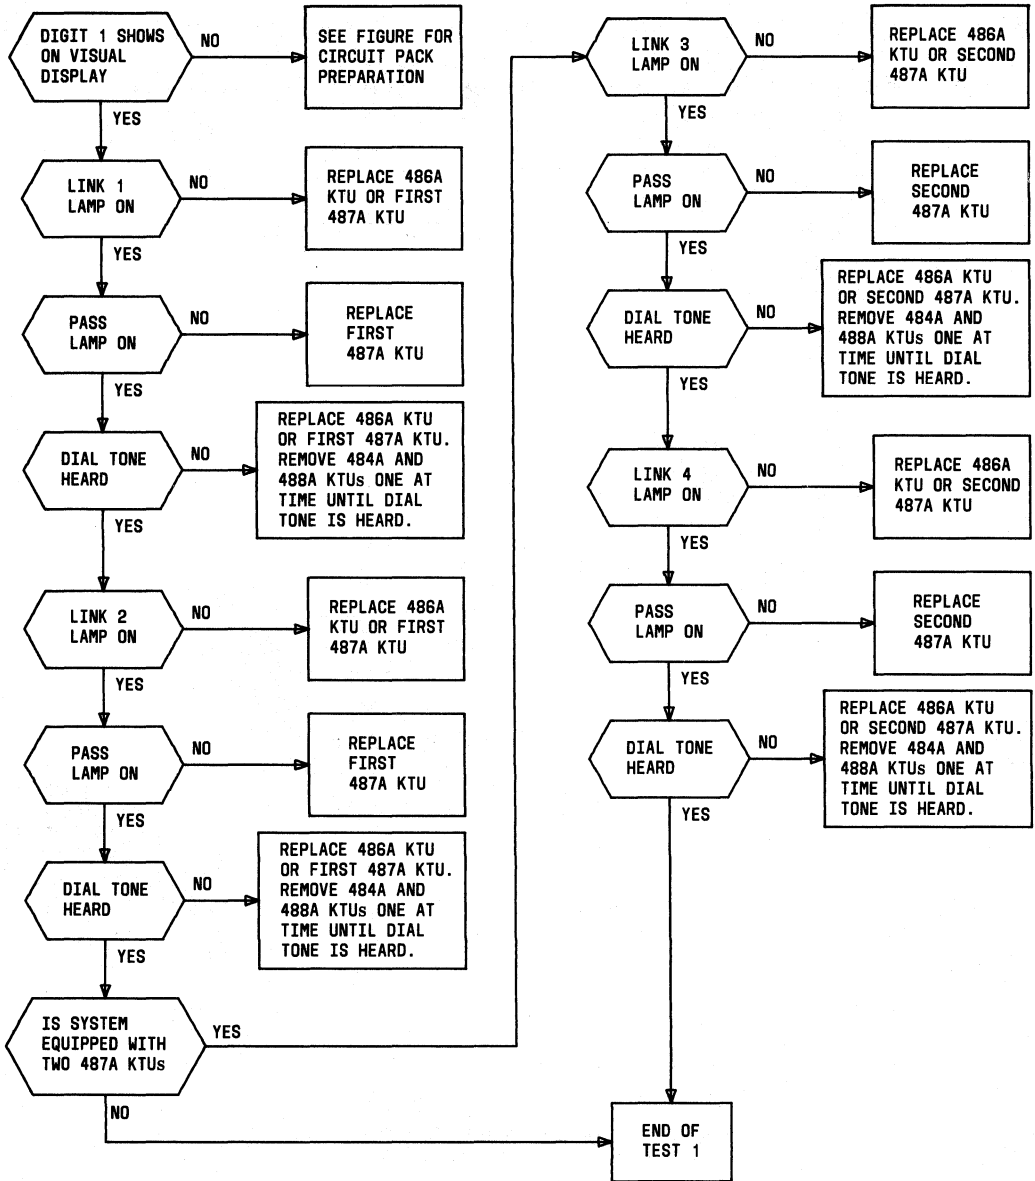 DIGIT 1 SHOWS
ON VISUAL
DISPLAY
NO
SEE FIGURE FOR
CIRCUIT PACK
PREPARATION
YES
LINK 1
LAMP ON
NO
REPLACE 486A
KTU OR FIRST
487A KTU
YES
PASS
LAMP ON
NO
REPLACE
FIRST
487A KTU
YES
DIAL TONE
HEARD
NO
REPLACE 486A KTU
OR FIRST 487A KTU.
REMOVE 484A AND
488A KTUs ONE AT
TIME UNTIL DIAL
TONE IS HEARD.
YES
LINK 2
LAMP ON
NO
REPLACE 486A
KTU OR FIRST
487A KTU
YES
PASS
LAMP ON
NO
REPLACE
FIRST
487A KTU
YES
DIAL TONE
HEARD
NO
REPLACE 486A KTU
OR FIRST 487A KTU.
REMOVE 484A AND
488A KTUs ONE AT
TIME UNTIL DIAL
TONE IS HEARD.
YES
IS SYSTEM
EQUIPPED WITH
TWO 487A KTUs
YES
NO
LINK 3
LAMP ON
NO
REPLACE 486A
KTU OR SECOND
487A KTU
YES
PASS
LAMP ON
NO
REPLACE
SECOND
487A KTU
YES
DIAL TONE
HEARD
NO
REPLACE 486A KTU
OR SECOND 487A KTU.
REMOVE 484A AND
488A KTUs ONE AT
TIME UNTIL DIAL
TONE IS HEARD.
YES
LINK 4
LAMP ON
NO
REPLACE 486A
KTU OR SECOND
487A KTU
YES
PASS
LAMP ON
NO
REPLACE
SECOND
487A KTU
YES
DIAL TONE
HEARD
NO
REPLACE 486A KTU
OR SECOND 487A KTU.
REMOVE 484A AND
488A KTUs ONE AT
TIME UNTIL DIAL
TONE IS HEARD.
YES
END OF
TEST 1